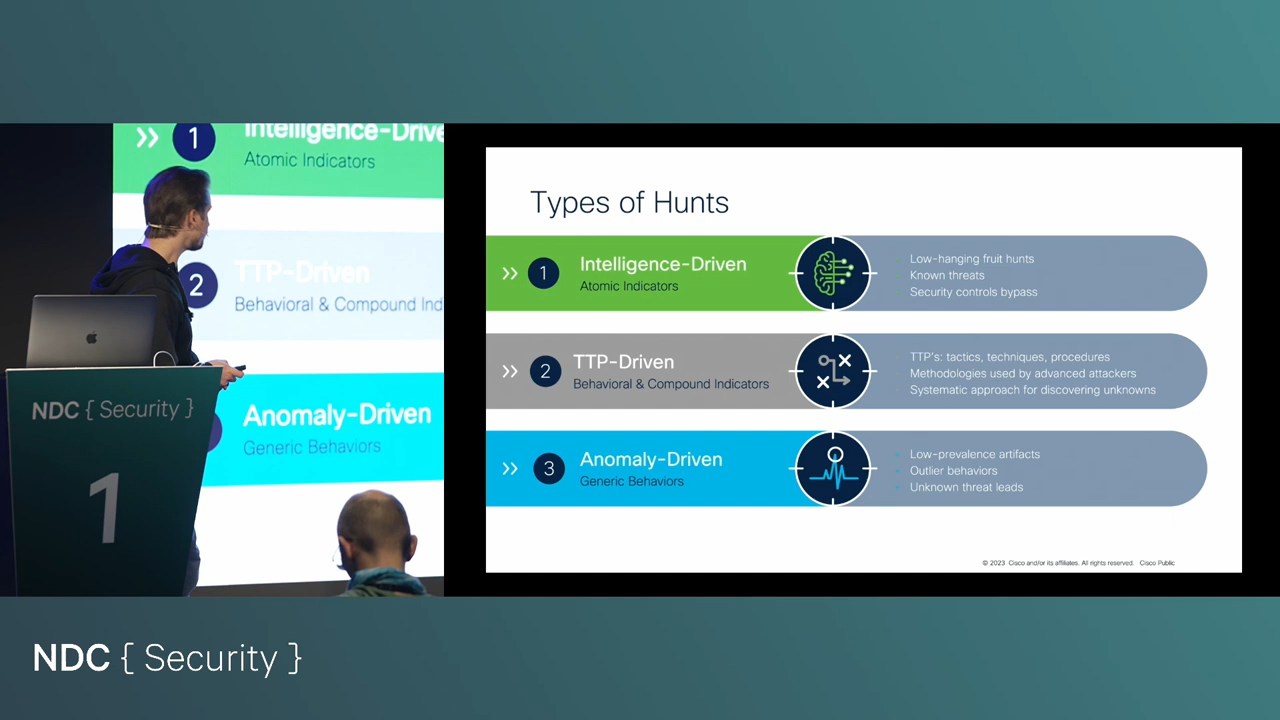 1
Intelligence-Drive
Atomic Indicators
2
TTP-Driven
Behavioral & Compound Ind
Anomaly-Driven
Generic Behaviors
NDC { Security }
1
Types of Hunts
1
Intelligence-Driven
Atomic Indicators
Low-hanging fruit hunts
Known threats
Security controls bypass
2
TTP-Driven
Behavioral & Compound Indicators
TTP's: tactics, techniques, procedures
Methodologies used by advanced attackers
Systematic approach for discovering unknowns
3
Anomaly-Driven
Generic Behaviors
Low-prevalence artifacts
Outlier behaviors
Unknown threat leads
© 2023 Cisco and/or its affiliates. All rights reserved. Cisco Public
NDC { Security }